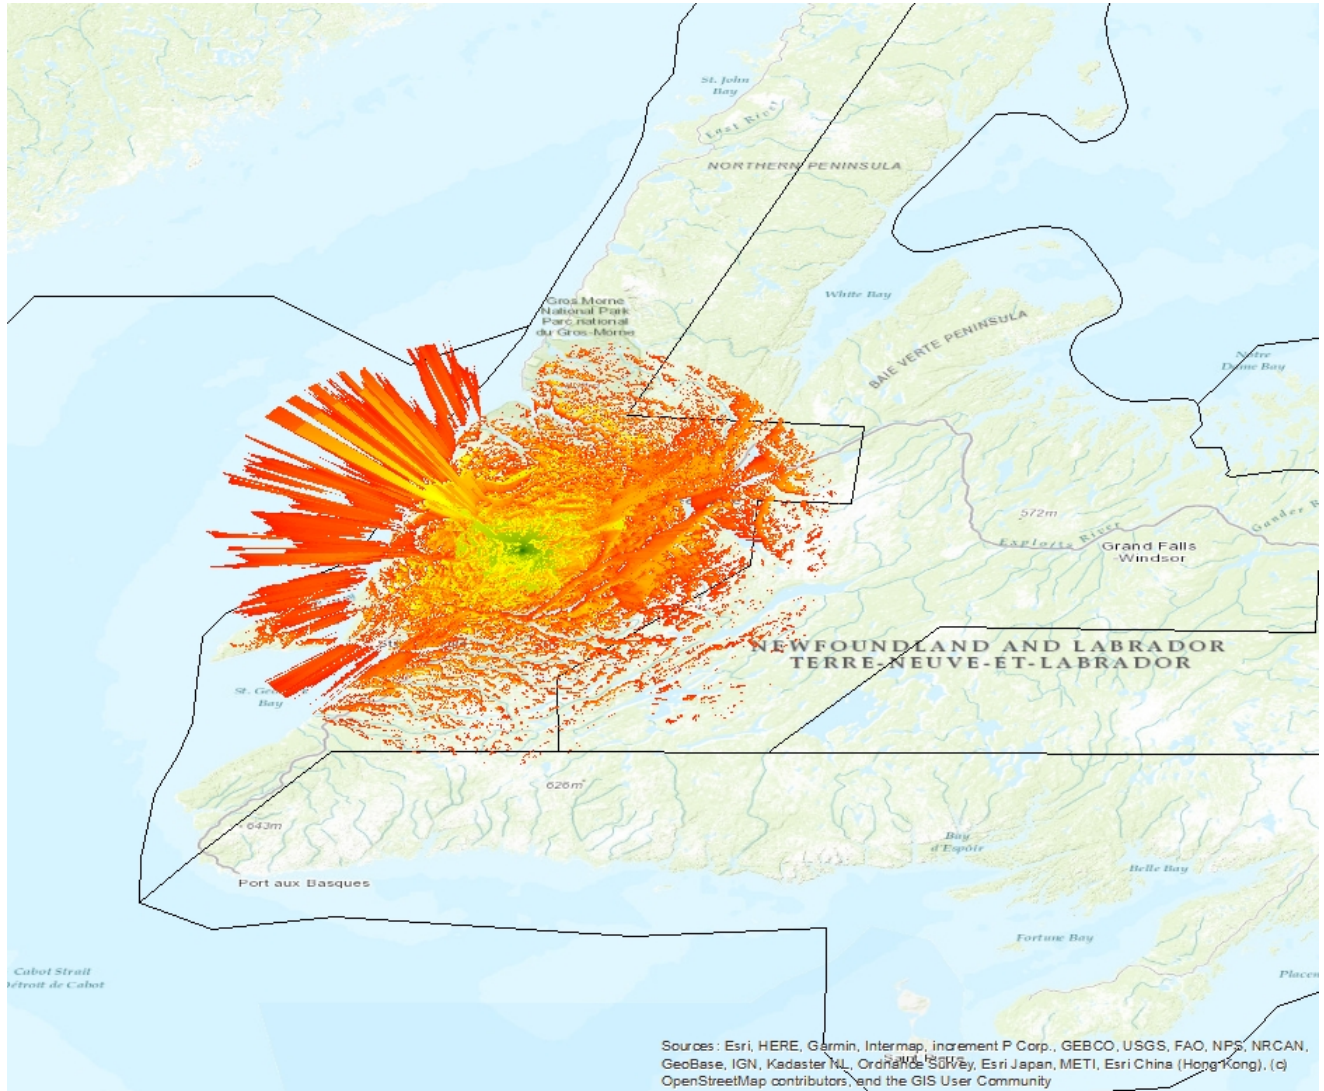 St. John
Bay
East River
NORTHERN PENINSULA
Gros Morne
National Park
Parc national
du Gros-Morne
White Bay
BAIE VERTE PENINSULA
Notre
Dame Bay
572m
Exploits River
Gander
Grand Falls
-Windsor
NEWFOUNDLAND AND LABRADOR
TERRE-NEUVE-ET-LABRADOR
St.
Bay
626m
643m
Port aux Basques
Bay
d'Espoir
Belle Bay
Fortune Bay
Cabot Strait
Détroit de Cabot
Placen
Saint Pierre
Sources: Esri, HERE, Garmin, Intermap, increment P Corp., GEBCO, USGS, FAO, NPS, NRCAN,
GeoBase, IGN, Kadaster NL, Ordnance Survey, Esri Japan, METI, Esri China (Hong Kong), (c)
OpenStreetMap contributors, and the GIS User Community